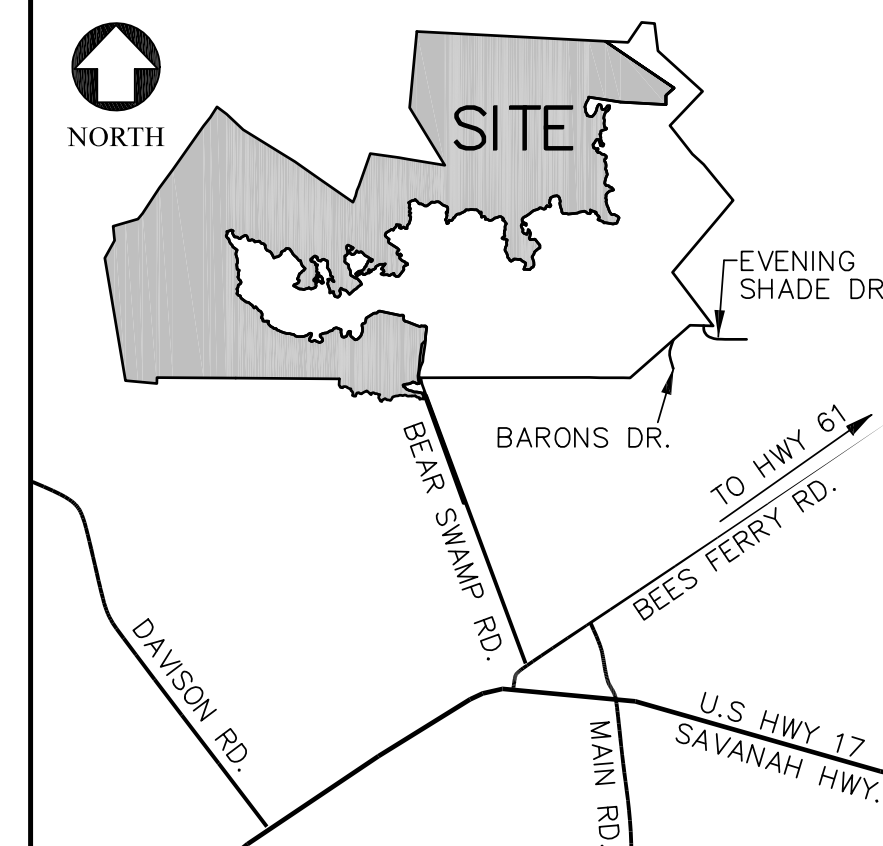 NORTH
SITE
EVENING
SHADE DR
BARONS DR.
TO HWY 61
BEES FERRY RD.
BEAR SWAMP RD.
DAVISON RD.
U.S HWY 17
SAVANAH HWY.
MAIN RD.